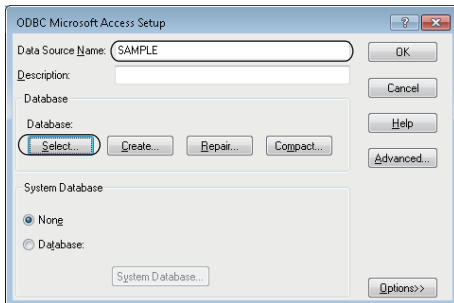 ODBC Microsoft Access Setup
Data Source Name: SAMPLE
OK
Description:
Cancel
Database
Database:
Help
Select... Create... Repair... Compact...
Advanced...
System Database
None
Database:
System Database...
Options>>